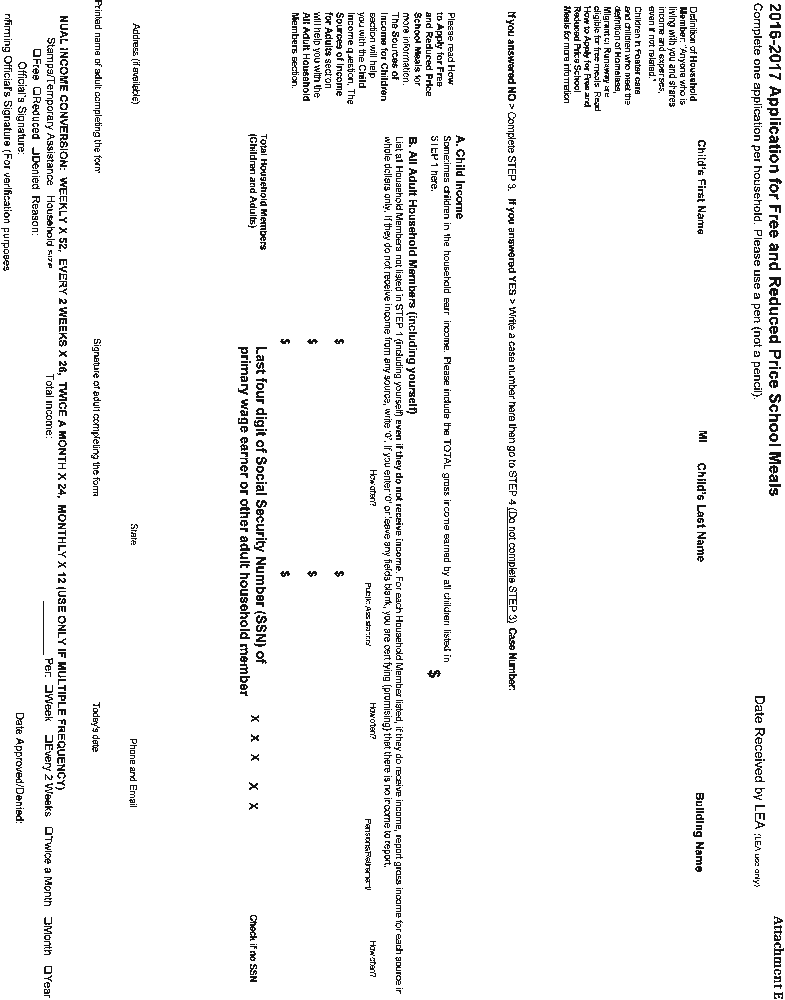 Attachment E
2016-2017 Application for Free and Reduced Price School Meals
Complete one application per household. Please use a pen (not a pencil).
Date Received by LEA (LEA use only)
Child's First Name
MI
Child's Last Name
Building Name
Definition of Household
Member: "Anyone who is
living with you and shares
income and expenses,
even if not related."
Children in Foster care
and children who meet the
definition of Homeless,
Migrant or Runaway are
eligible for free meals. Read
How to Apply for Free and
Reduced Price School
Meals for more information
If you answered NO > Complete STEP 3. If you answered YES > Write a case number here then go to STEP 4 (Do not complete STEP 3) Case Number:
Please read How
to Apply for Free
and Reduced Price
School Meals for
more information.
The Sources of
Income for Children
section will help
you with the Child
Income question. The
Sources of Income
for Adults section
will help you with the
All Adult Household
Members section.
A. Child Income
Sometimes children in the household earn income. Please include the TOTAL gross income earned by all children listed in
STEP 1 here.
$
B. All Adult Household Members (including yourself)
List all Household Members not listed in STEP 1 (including yourself) even if they do not receive income. For each Household Member listed, if they do receive income, report gross income for each source in
whole dollars only. If they do not receive income from any source, write '0'. If you enter '0' or leave any fields blank, you are certifying (promising) that there is no income to report.
How often?
Public Assistance/
How often?
Pensions/Retirement/
How often?
$ $
$ $
$ $
Total Household Members
(Children and Adults)
Last four digit of Social Security Number (SSN) of
primary wage earner or other adult household member
X X X X X
Check if no SSN
Address (if available)
State
Phone and Email
Printed name of adult completing the form
Signature of adult completing the form
Today's date
NUAL INCOME CONVERSION: WEEKLY X 52, EVERY 2 WEEKS X 26, TWICE A MONTH X 24, MONTHLY X 12 (USE ONLY IF MULTIPLE FREQUENCY)
Stamps/Temporary Assistance Household size Total income: ________ Per: ❑Week ❑Every 2 Weeks ❑Twice a Month ❑Month ❑Year
❑Free ❑Reduced ❑Denied Reason:
Official's Signature:
Date Approved/Denied:
nfirming Official's Signature (For verification purposes